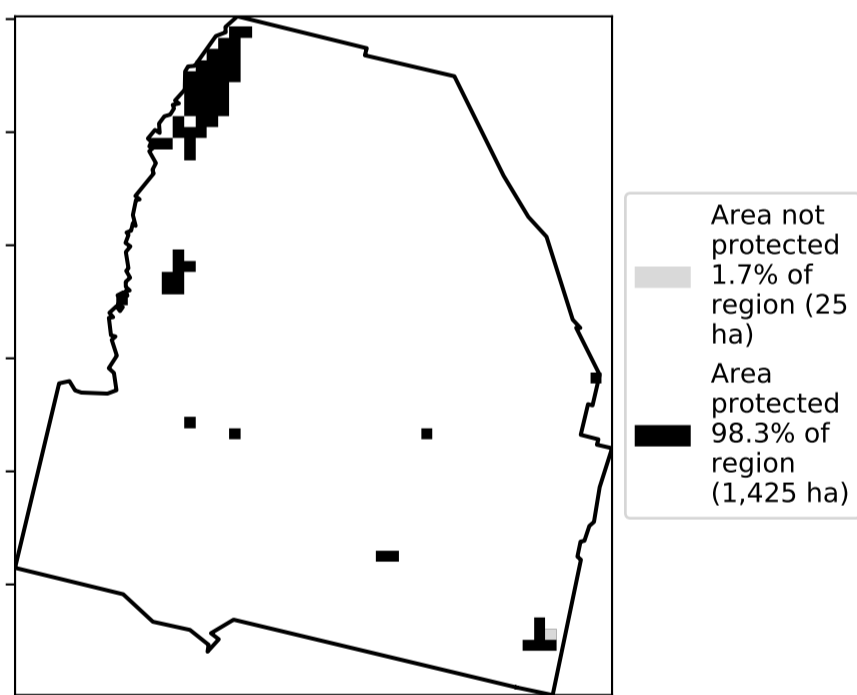 Area not
protected
1.7% of
region (25
ha)
Area
protected
98.3% of
region
(1,425 ha)